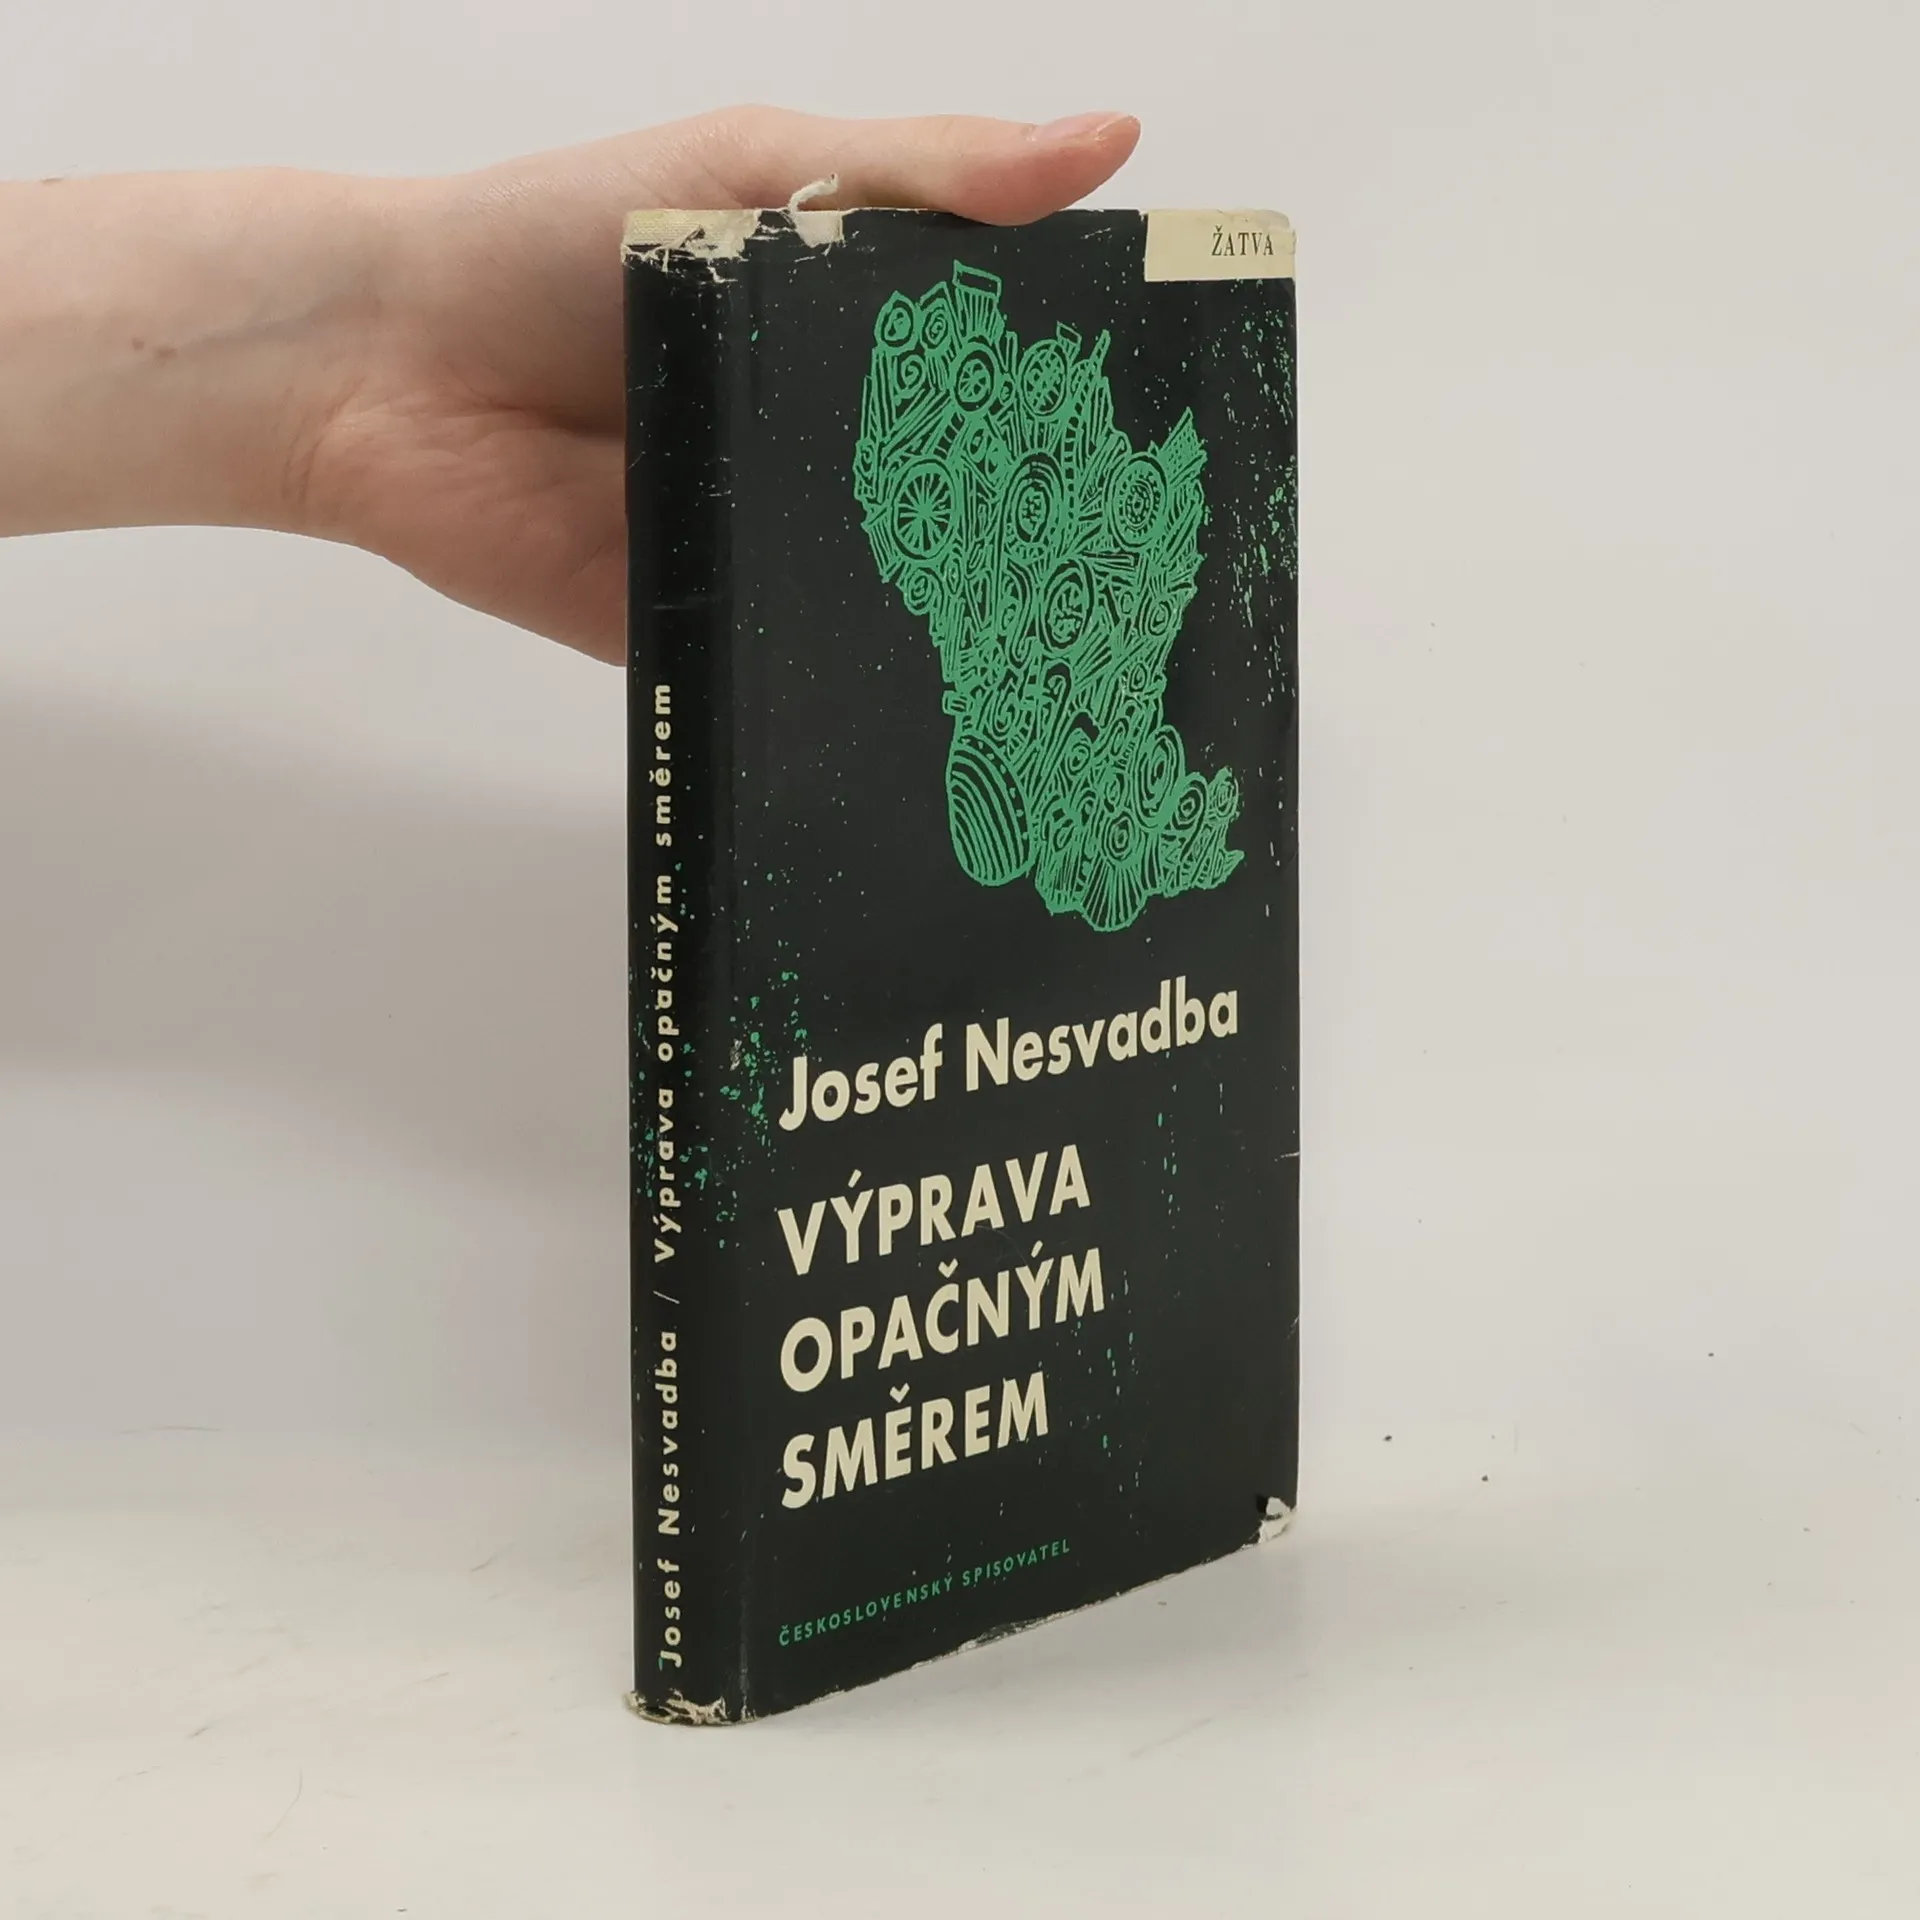 ŽATVA
Josef Nesvadba
VÝPRAVA
OPAČNÝM
SMĚREM
ČESKOSLOVENSKÝ SPISOVATEL
Josef Nesvadba / Výprava opačným směrem